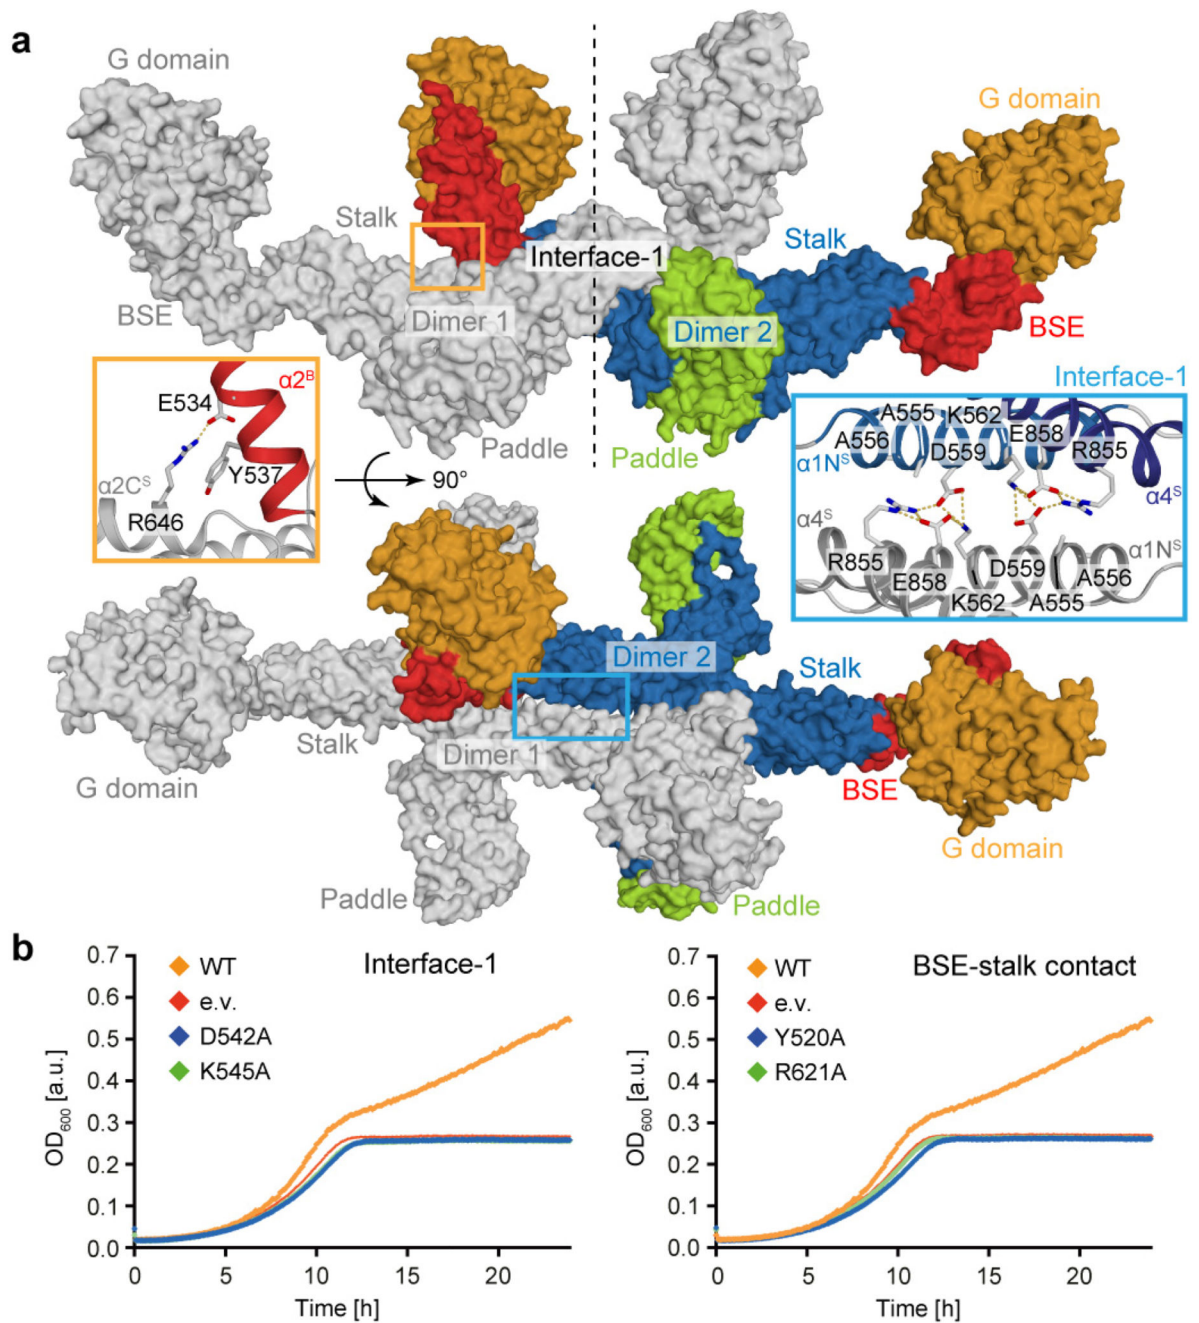 a
G domain
G domain
Stalk
Stalk
Interface-1
BSE
Dimer 1
Dimer 2
BSE
Paddle
Paddle
E534
α2ᴮ
Y537
α2Cˢ
R646
90°
Interface-1
A555 K562
A556
E858
D559
R855
α1Nˢ
α4ˢ
α4ˢ
α1Nˢ
R855
E858
D559
A556
K562
A555
Dimer 2
Stalk
Stalk
Dimer 1
G domain
BSE
G domain
Paddle
Paddle
b
Interface-1
WT
e.v.
D542A
K545A
OD₆₀₀ [a.u.]
0.7
0.6
0.5
0.4
0.3
0.2
0.1
0.0
0 5 10 15 20
Time [h]
BSE-stalk contact
WT
e.v.
Y520A
R621A
OD₆₀₀ [a.u.]
0.7
0.6
0.5
0.4
0.3
0.2
0.1
0.0
0 5 10 15 20
Time [h]